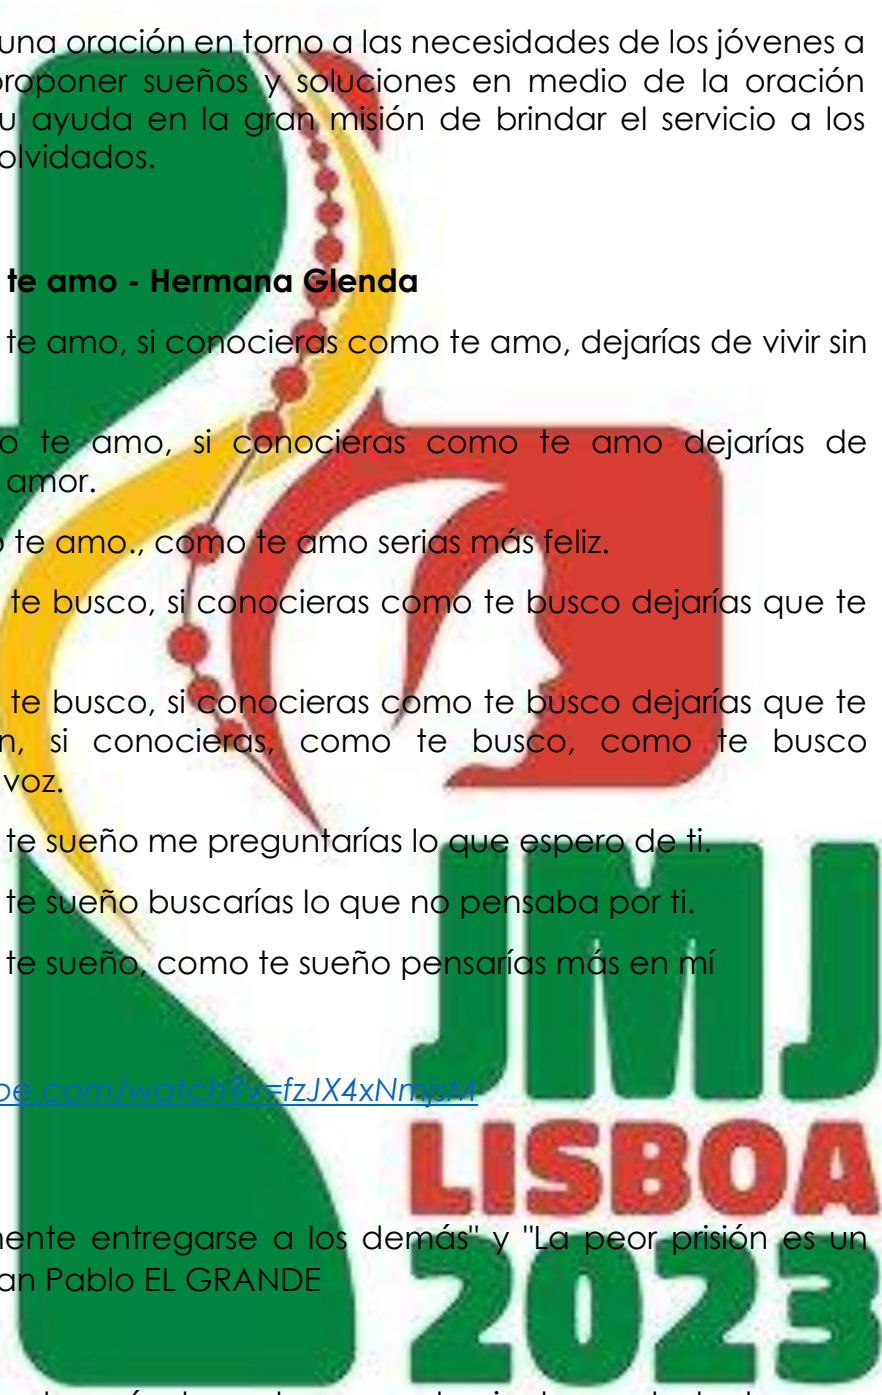 una oración en torno a las necesidades de los jóvenes a
proponer sueños y soluciones en medio de la oración
u ayuda en la gran misión de brindar el servicio a los
olvidados.
te amo - Hermana Glenda
te amo, si conocieras como te amo, dejarías de vivir sin
o te amo, si conocieras como te amo dejarías de
amor.
o te amo., como te amo serias más feliz.
te busco, si conocieras como te busco dejarías que te
te busco, si conocieras como te busco dejarías que te
n, si conocieras, como te busco, como te busco
voz.
te sueño me preguntarías lo que espero de ti.
te sueño buscarías lo que no pensaba por ti.
te sueño, como te sueño pensarías más en mí
be.com/watch?v=fzJX4xNmjsM
mente entregarse a los demás" y "La peor prisión es un
an Pablo EL GRANDE
JMJ
LISBOA
2023